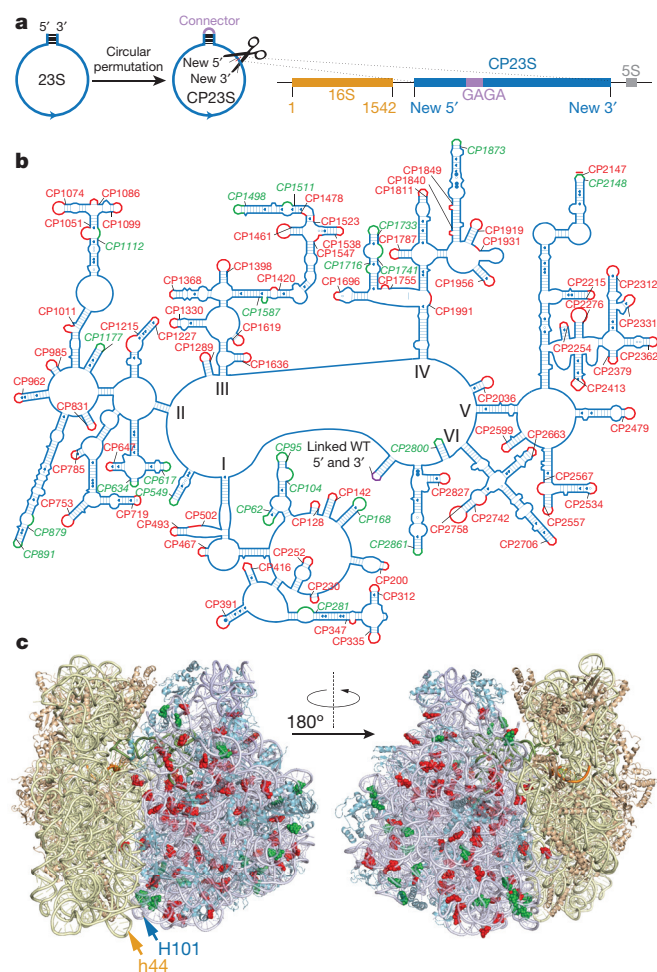 a
5′ 3′
23S
Circular
permutation
Connector
New 5′
New 3′
CP23S
CP23S
5S
16S
GAGA
1
1542
New 5′
New 3′
b
CP1074
CP1086
CP1051
CP1099
CP1112
CP1011
CP1177
CP1215
CP1227
CP985
CP962
CP831
CP785
CP647
CP617
CP634
CP549
CP753
CP719
CP879
CP891
CP1498
CP1511
CP1478
CP1461
CP1523
CP1538
CP1547
CP1398
CP1420
CP1368
CP1330
CP1587
CP1619
CP1289
CP1636
CP1873
CP1849
CP1840
CP1811
CP1733
CP1787
CP1716
CP1741
CP1696
CP1755
CP1919
CP1931
CP1956
CP1991
CP2147
CP2148
CP2215
CP2312
CP2276
CP2331
CP2254
CP2362
CP2379
CP2413
CP2036
CP2479
CP2599
CP2663
CP2567
CP2534
CP2557
CP2800
CP2827
CP2758
CP2742
CP2706
CP2861
I
II
III
IV
V
VI
Linked WT
5′ and 3′
CP95
CP104
CP62
CP142
CP128
CP168
CP502
CP493
CP467
CP252
CP416
CP230
CP200
CP391
CP281
CP312
CP347
CP335
c
180°
H101
h44